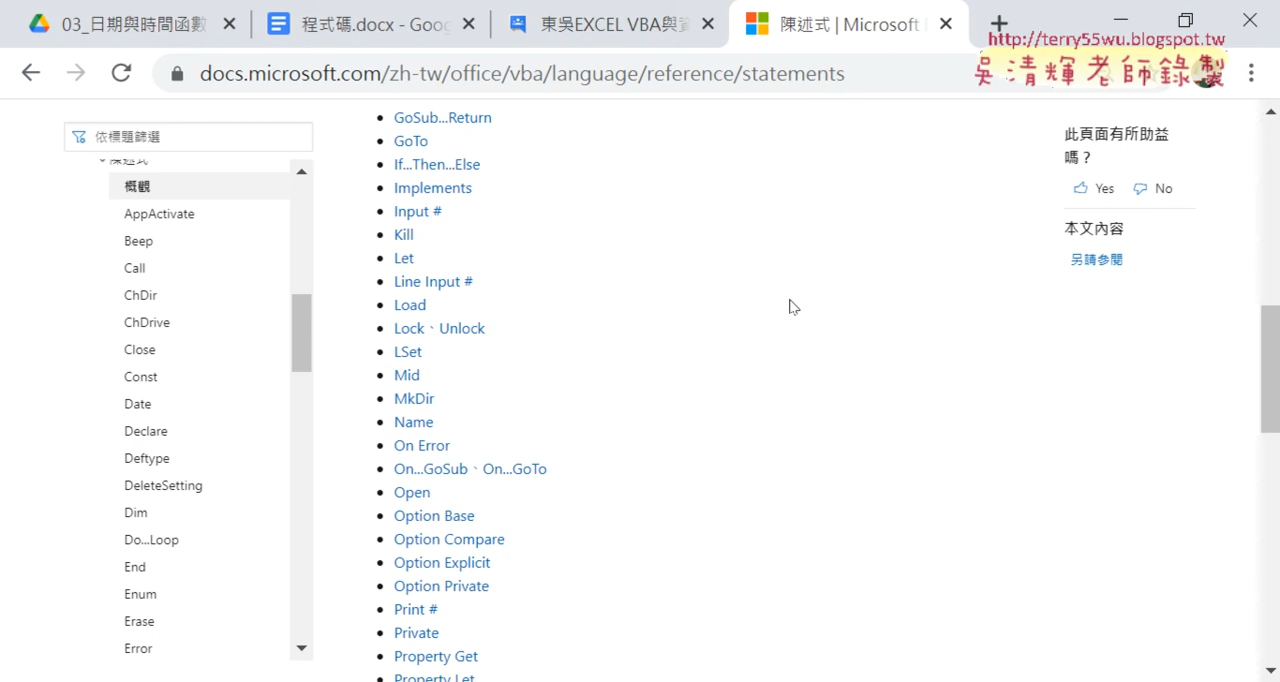 03_日期與時間函數
程式碼.docx - Goo
東吳EXCEL VBA與資
陳述式 | Microsoft
http://terry55wu.blogspot.tw
吳清輝老師錄製
docs.microsoft.com/zh-tw/office/vba/language/reference/statements
依標題篩選
陳述式
概觀
AppActivate
Beep
Call
ChDir
ChDrive
Close
Const
Date
Declare
Deftype
DeleteSetting
Dim
Do...Loop
End
Enum
Erase
Error
GoSub...Return
GoTo
If...Then...Else
Implements
Input #
Kill
Let
Line Input #
Load
Lock、Unlock
LSet
Mid
MkDir
Name
On Error
On...GoSub、On...GoTo
Open
Option Base
Option Compare
Option Explicit
Option Private
Print #
Private
Property Get
Property Let
此頁面有所助益
嗎？
Yes No
本文內容
另請參閱